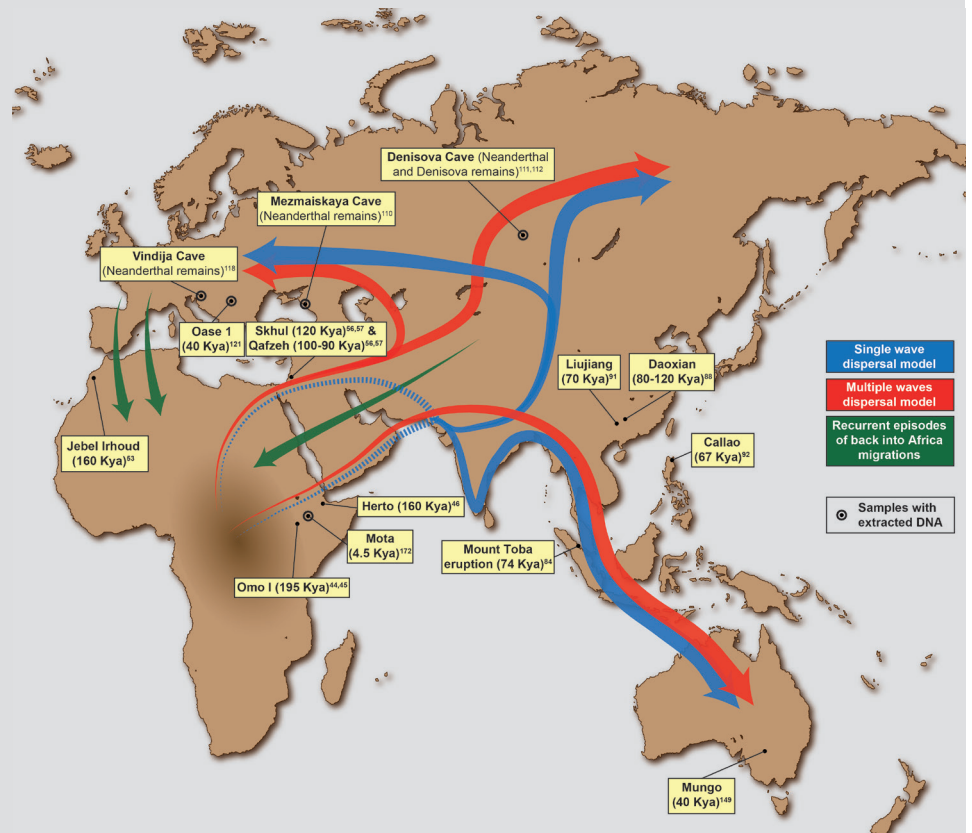 Denisova Cave (Neanderthal
and Denisova remains)111,112
Mezmaiskaya Cave
(Neanderthal remains)110
Vindija Cave
(Neanderthal remains)118
Oase 1
(40 Kya)121
Skhul (120 Kya)56,57 &
Qafzeh (100-90 Kya)56,57
Liujiang
(70 Kya)91
Daoxian
(80-120 Kya)88
Single wave
dispersal model
Multiple waves
dispersal model
Recurrent episodes
of back into Africa
migrations
Jebel Irhoud
(160 Kya)53
Callao
(67 Kya)92
Herto (160 Kya)46
Samples with
extracted DNA
Mota
(4.5 Kya)172
Mount Toba
eruption (74 Kya)84
Omo I (195 Kya)44,45
Mungo
(40 Kya)149